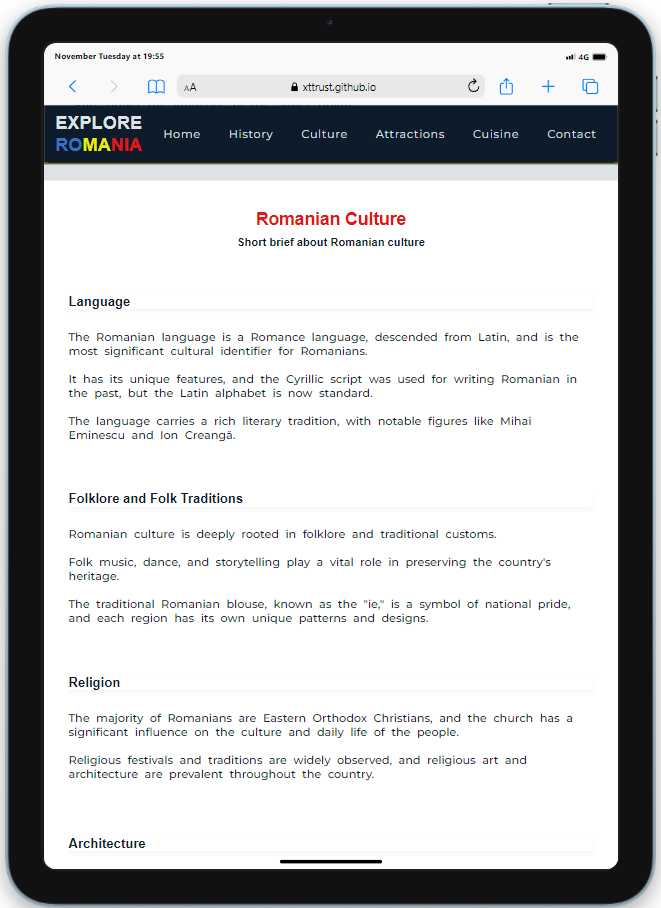 November Tuesday at 19:55
4G
AA
xttrust.github.io
EXPLORE
ROMANIA
Home History Culture Attractions Cuisine Contact
Romanian Culture
Short brief about Romanian culture
Language
The Romanian language is a Romance language, descended from Latin, and is the
most significant cultural identifier for Romanians.
It has its unique features, and the Cyrillic script was used for writing Romanian in
the past, but the Latin alphabet is now standard.
The language carries a rich literary tradition, with notable figures like Mihai
Eminescu and Ion Creangă.
Folklore and Folk Traditions
Romanian culture is deeply rooted in folklore and traditional customs.
Folk music, dance, and storytelling play a vital role in preserving the country's
heritage.
The traditional Romanian blouse, known as the "ie," is a symbol of national pride,
and each region has its own unique patterns and designs.
Religion
The majority of Romanians are Eastern Orthodox Christians, and the church has a
significant influence on the culture and daily life of the people.
Religious festivals and traditions are widely observed, and religious art and
architecture are prevalent throughout the country.
Architecture